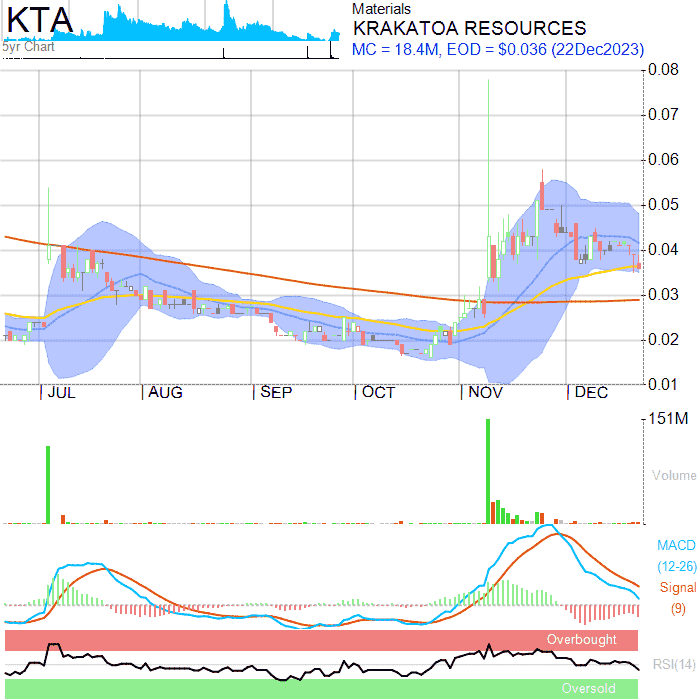 KTA
5yr Chart
Materials
KRAKATOA RESOURCES
MC = 18.4M, EOD = $0.036 (22Dec2023)
0.08
0.07
0.06
0.05
0.04
0.03
0.02
0.01
JUL AUG SEP OCT NOV DEC
151M
Volume
MACD
(12-26)
Signal
(9)
Overbought
RSI(14)
Oversold